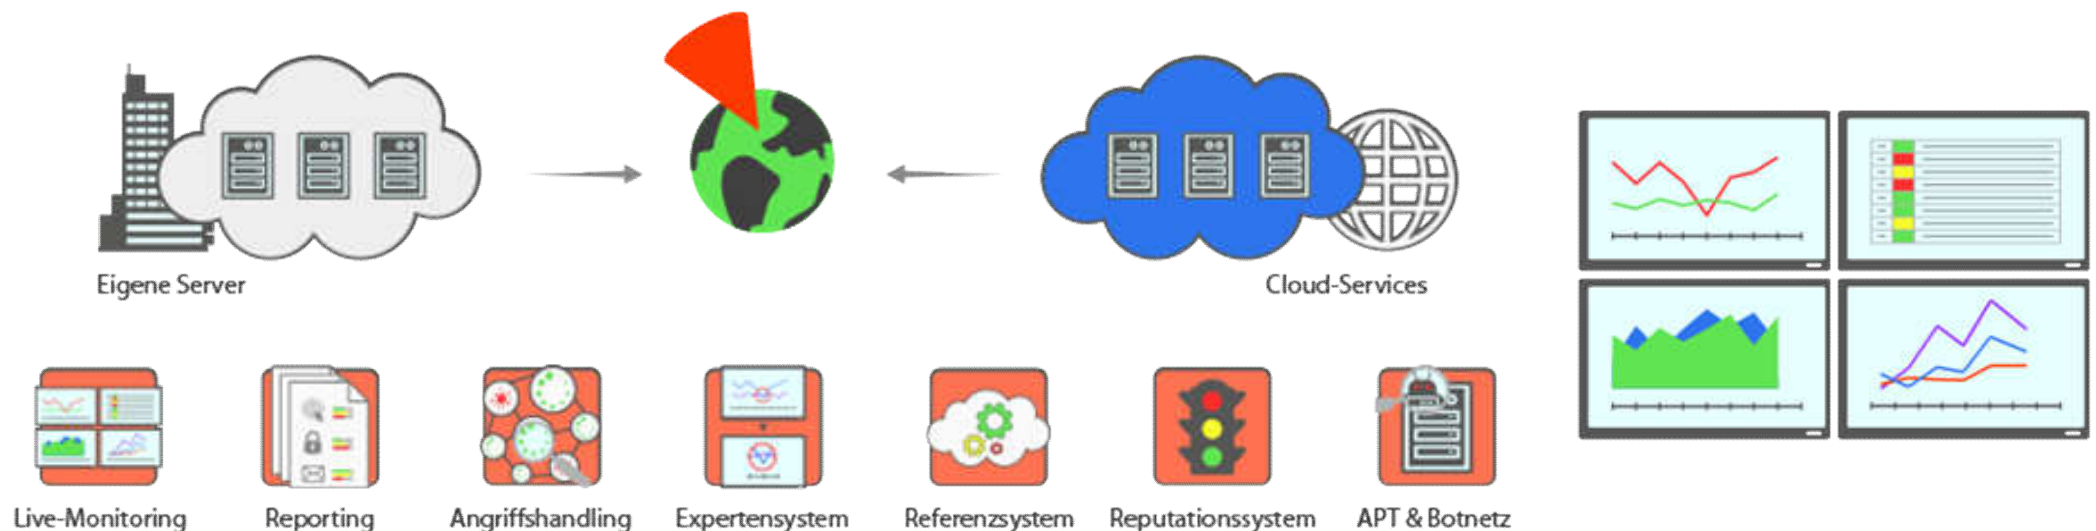 Eigene Server
Cloud-Services
Live-Monitoring
Reporting
Angriffshandling
Expertensystem
Referenzsystem
Reputationssystem
APT & Botnetz